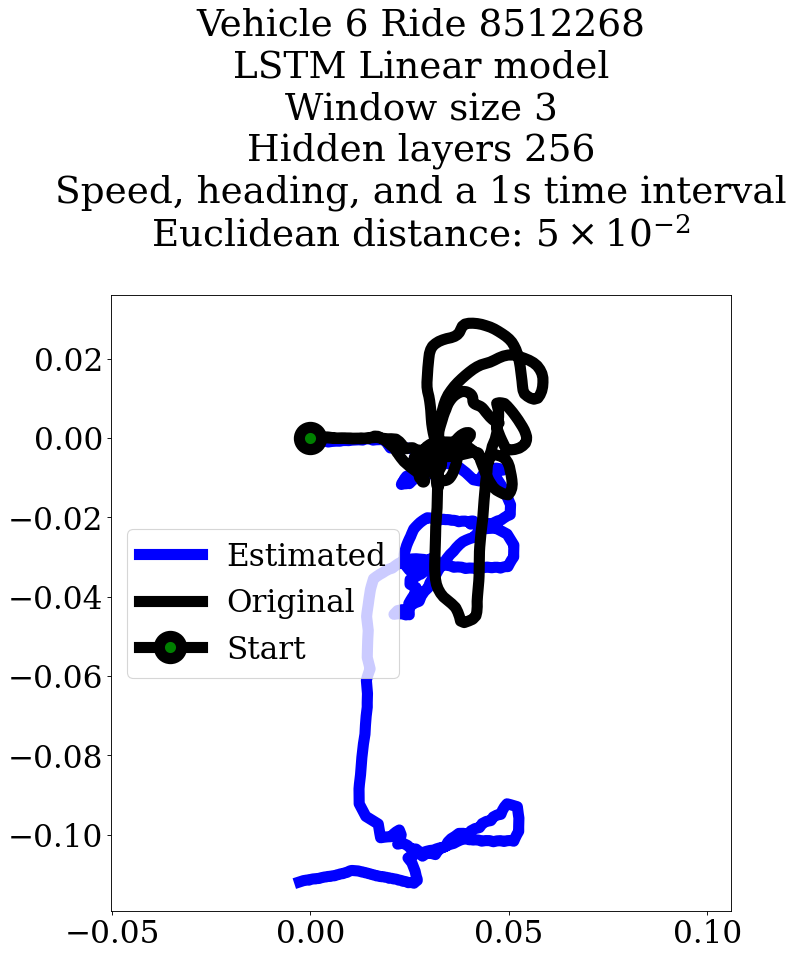 Vehicle 6 Ride 8512268
LSTM Linear model
Window size 3
Hidden layers 256
Speed, heading, and a 1s time interval
Euclidean distance: 5 × 10⁻²
0.02
0.00
−0.02
−0.04
−0.06
−0.08
−0.10
Estimated
Original
Start
−0.05
0.00
0.05
0.10